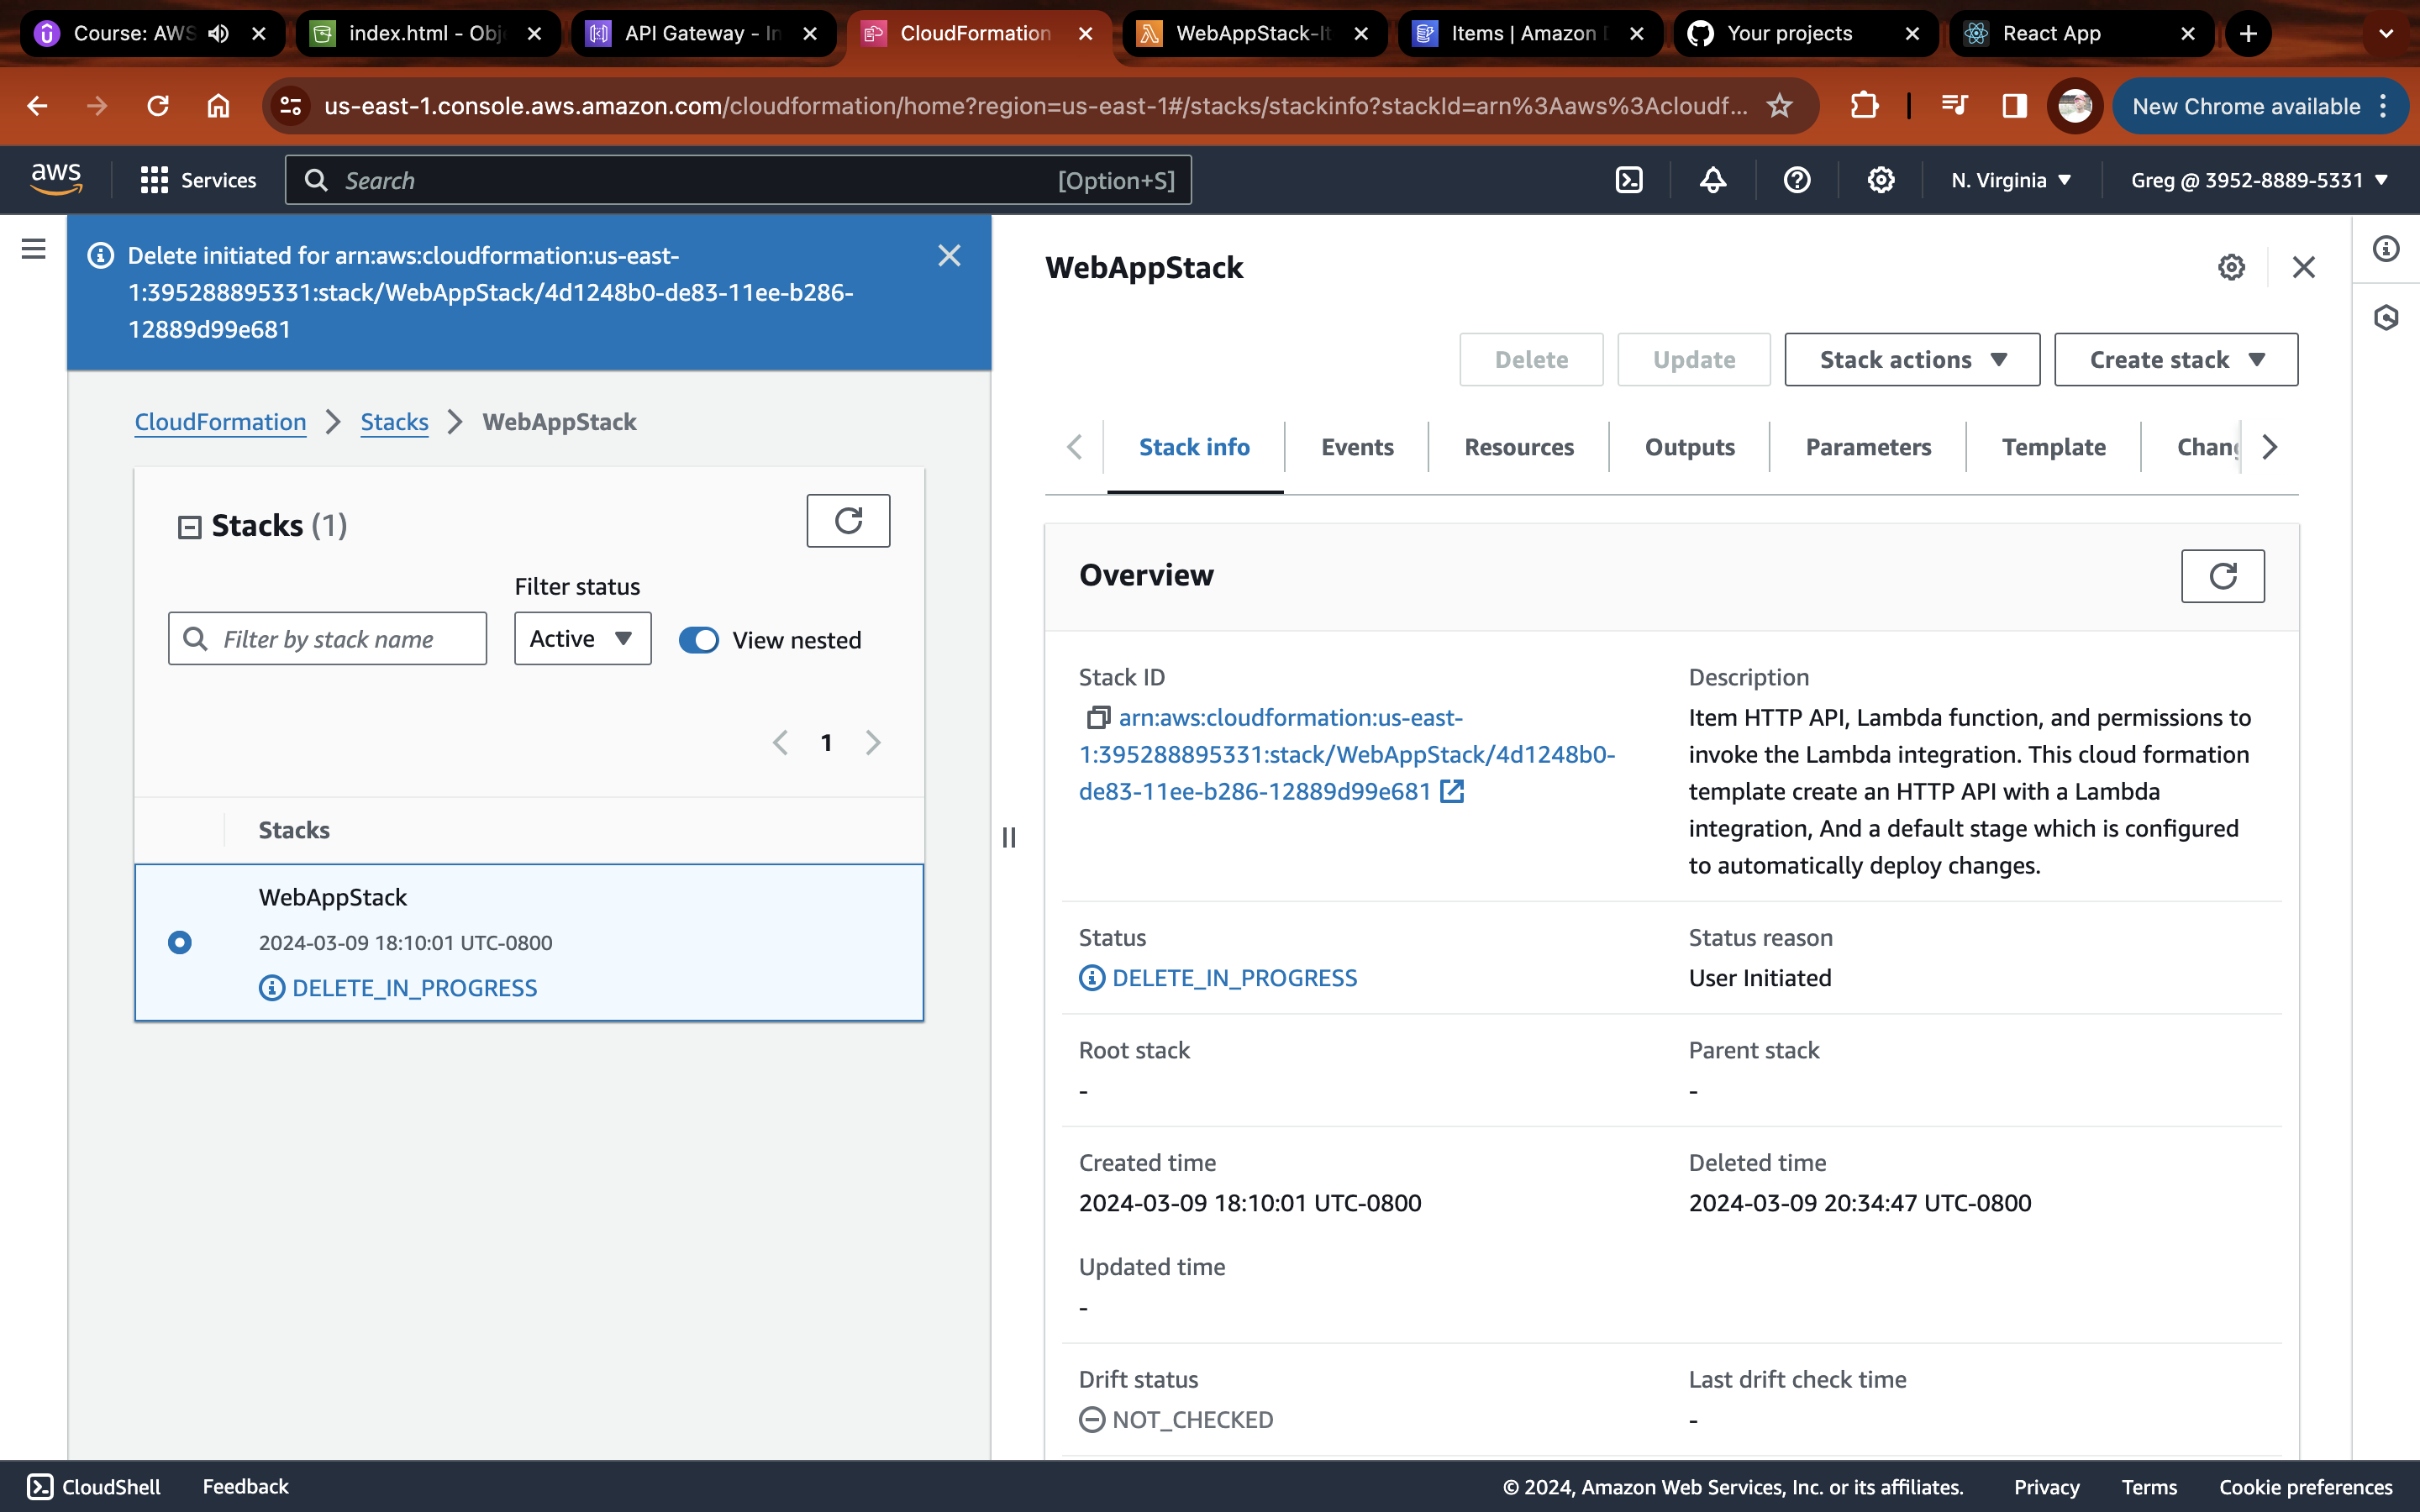 Course: AWS
index.html - Obj
API Gateway - In
CloudFormation
WebAppStack-It
Items | Amazon D
Your projects
React App
us-east-1.console.aws.amazon.com/cloudformation/home?region=us-east-1#/stacks/stackinfo?stackId=arn%3Aaws%3Acloudf...
New Chrome available
aws
Services
Search
[Option+S]
N. Virginia
Greg @ 3952-8889-5331
Delete initiated for arn:aws:cloudformation:us-east-
1:395288895331:stack/WebAppStack/4d1248b0-de83-11ee-b286-
12889d99e681
CloudFormation
Stacks
WebAppStack
Stacks (1)
Filter status
Filter by stack name
Active
View nested
1
Stacks
WebAppStack
2024-03-09 18:10:01 UTC-0800
DELETE_IN_PROGRESS
WebAppStack
Delete
Update
Stack actions
Create stack
Stack info
Events
Resources
Outputs
Parameters
Template
Chang
Overview
Stack ID
arn:aws:cloudformation:us-east-
1:395288895331:stack/WebAppStack/4d1248b0-
de83-11ee-b286-12889d99e681
Description
Item HTTP API, Lambda function, and permissions to
invoke the Lambda integration. This cloud formation
template create an HTTP API with a Lambda
integration, And a default stage which is configured
to automatically deploy changes.
Status
DELETE_IN_PROGRESS
Status reason
User Initiated
Root stack
-
Parent stack
-
Created time
2024-03-09 18:10:01 UTC-0800
Deleted time
2024-03-09 20:34:47 UTC-0800
Updated time
-
Drift status
NOT_CHECKED
Last drift check time
-
CloudShell
Feedback
© 2024, Amazon Web Services, Inc. or its affiliates.
Privacy
Terms
Cookie preferences